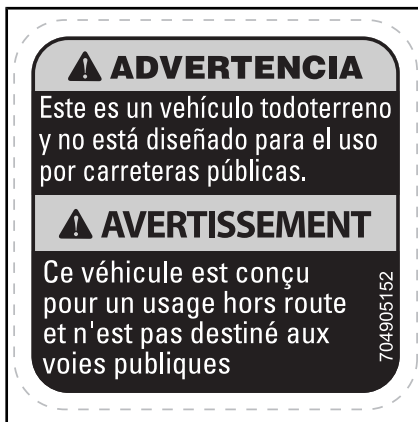 ADVERTENCIA
Este es un vehículo todoterreno
y no está diseñado para el uso
por carreteras públicas.
AVERTISSEMENT
Ce véhicule est conçu
pour un usage hors route
et n'est pas destiné aux
voies publiques
704905152